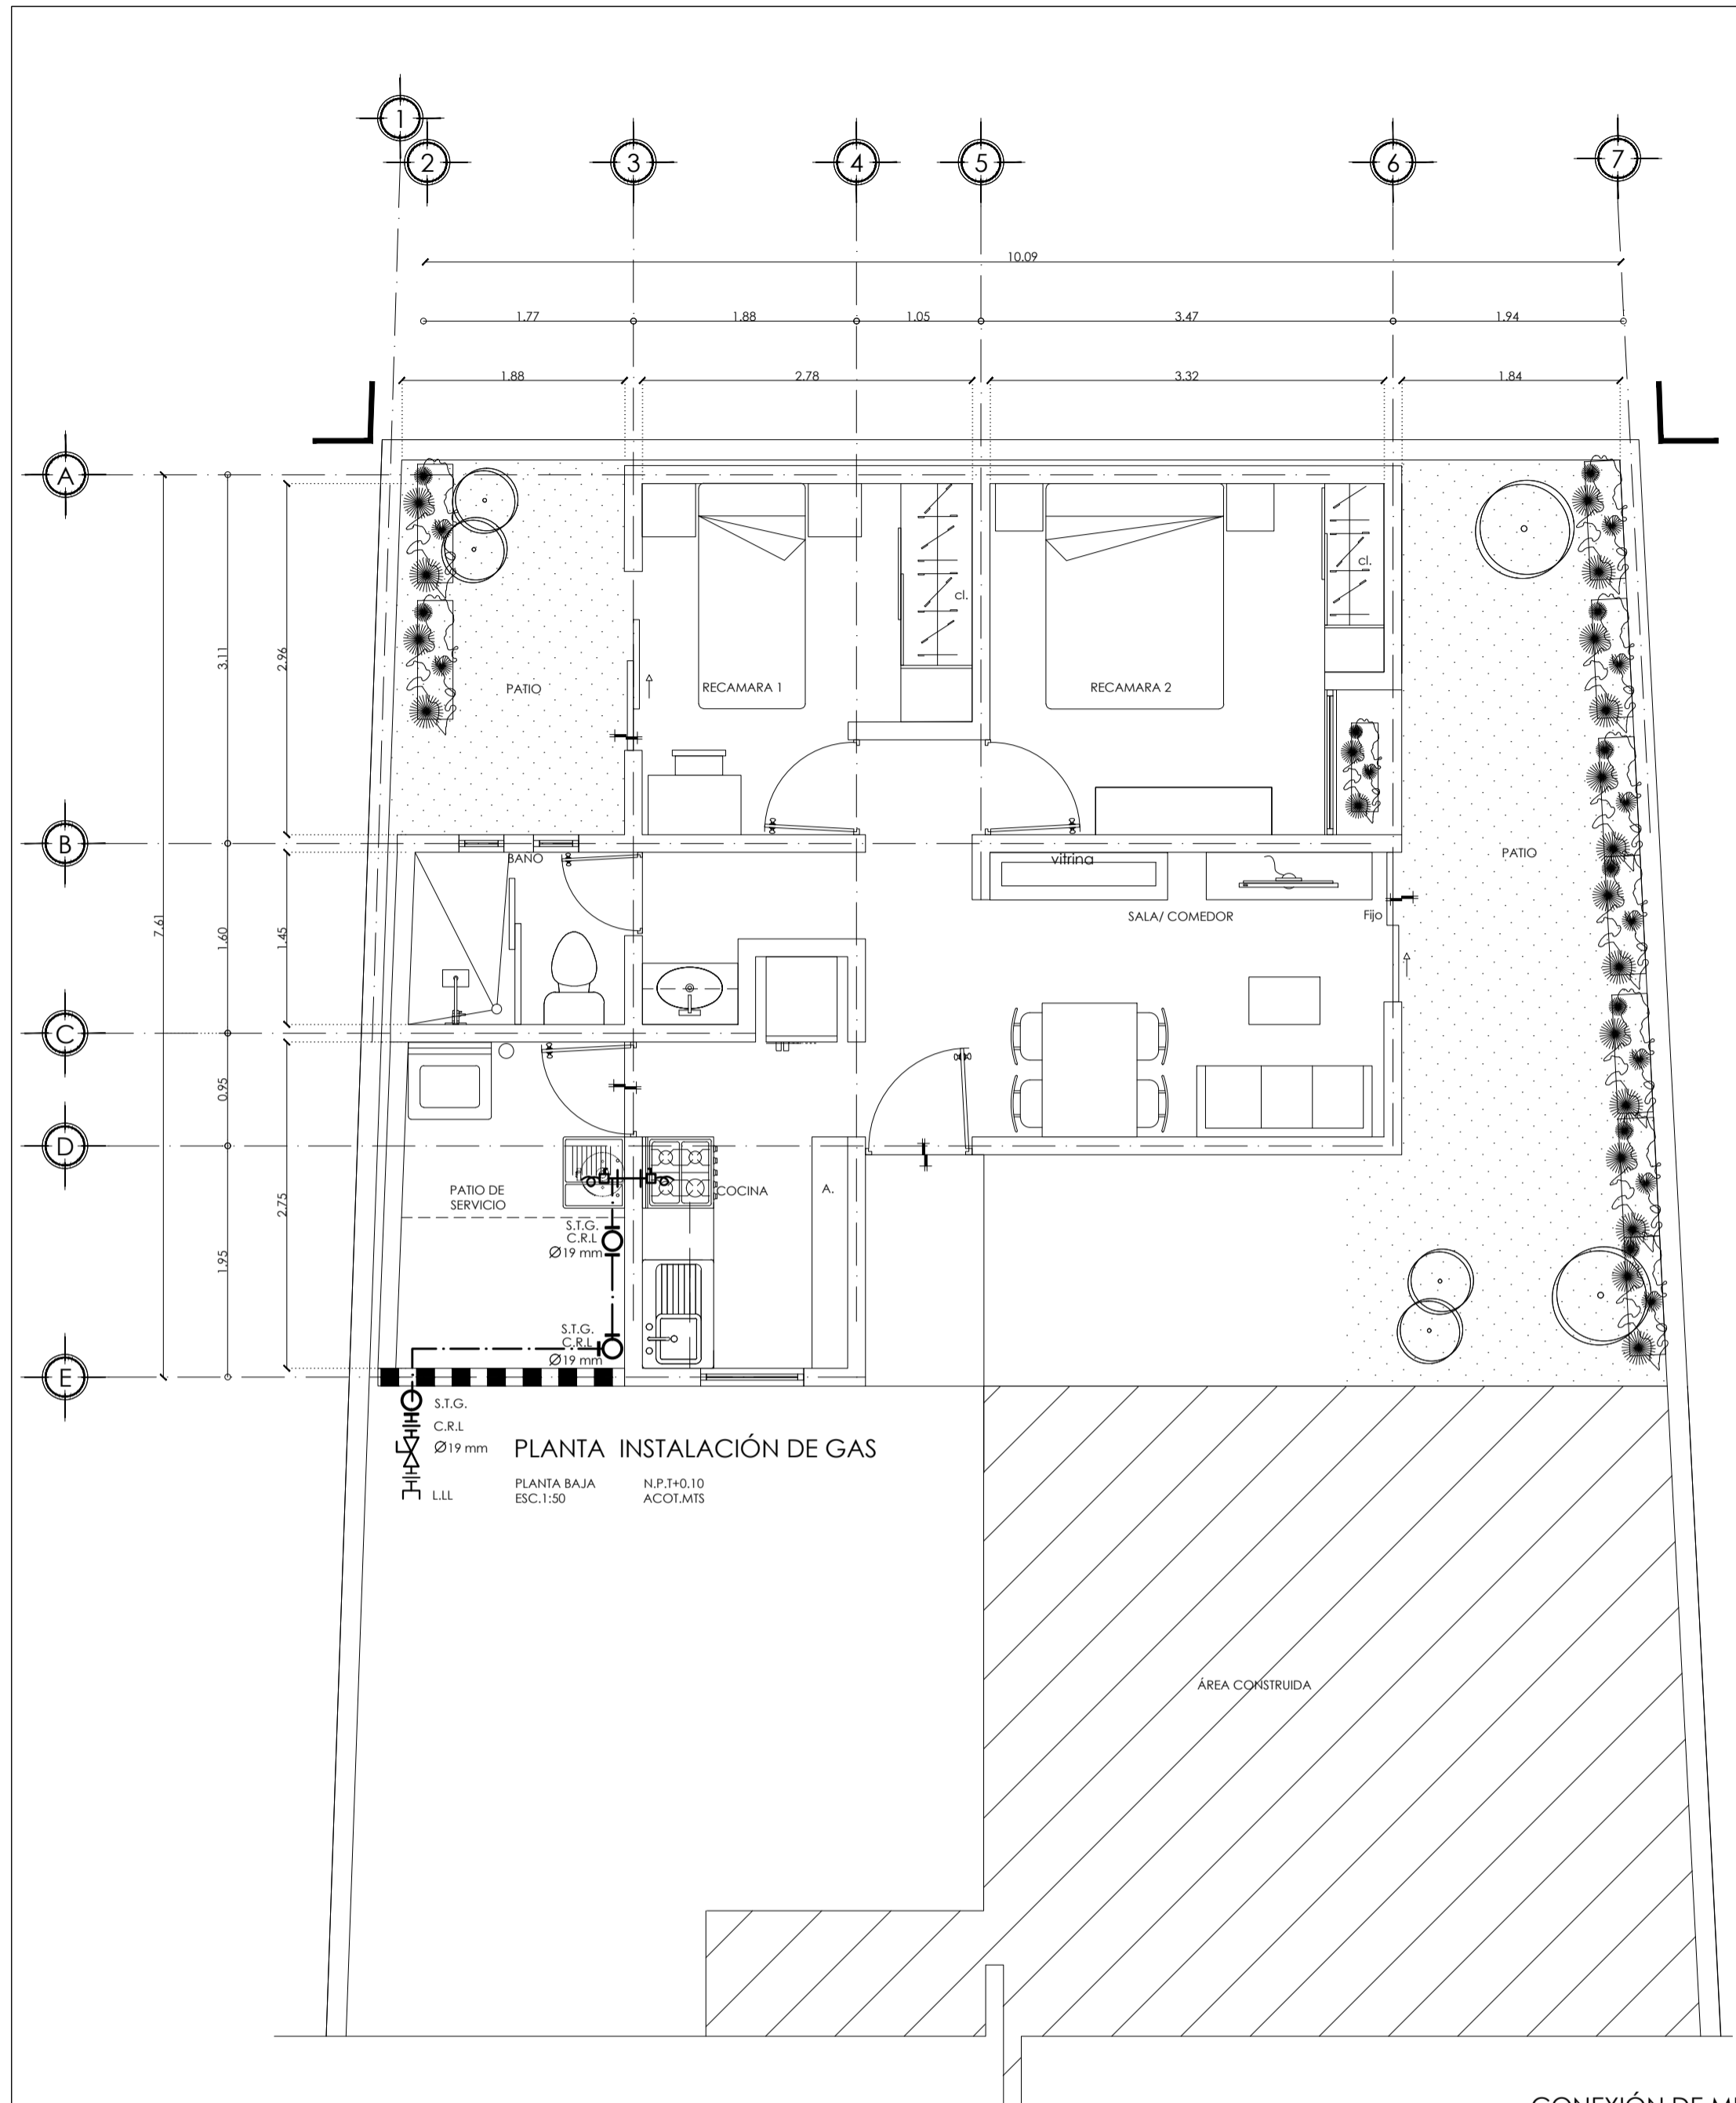 1
2
3
4
5
6
7
10.09
1.77
1.88
1.05
3.47
1.94
1.88
2.78
3.32
1.84
A
B
C
D
E
7.61
3.11
1.60
0.95
1.95
2.96
1.45
2.75
cl.
cl.
PATIO
RECAMARA 1
RECAMARA 2
BAÑO
vitrina
PATIO
SALA/ COMEDOR
Fijo
PATIO DE
SERVICIO
COCINA
A.
S.T.G.
C.R.L
Ø19 mm
S.T.G.
C.R.L
Ø19 mm
S.T.G.
C.R.L
Ø19 mm
L.LL
PLANTA INSTALACIÓN DE GAS
PLANTA BAJA
N.P.T+0.10
ESC.1:50
ACOT.MTS
ÁREA CONSTRUIDA
CONEXIÓN DE